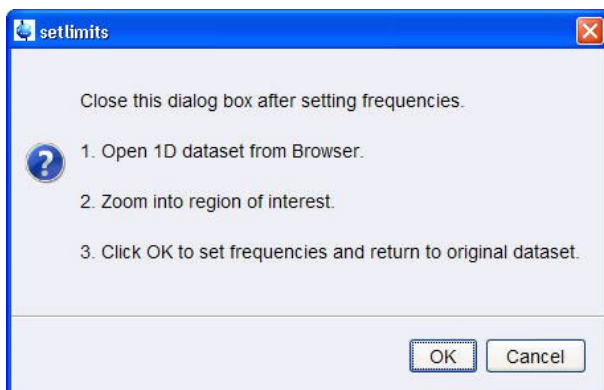 setlimits
Close this dialog box after setting frequencies.
1. Open 1D dataset from Browser.
2. Zoom into region of interest.
3. Click OK to set frequencies and return to original dataset.
OK
Cancel